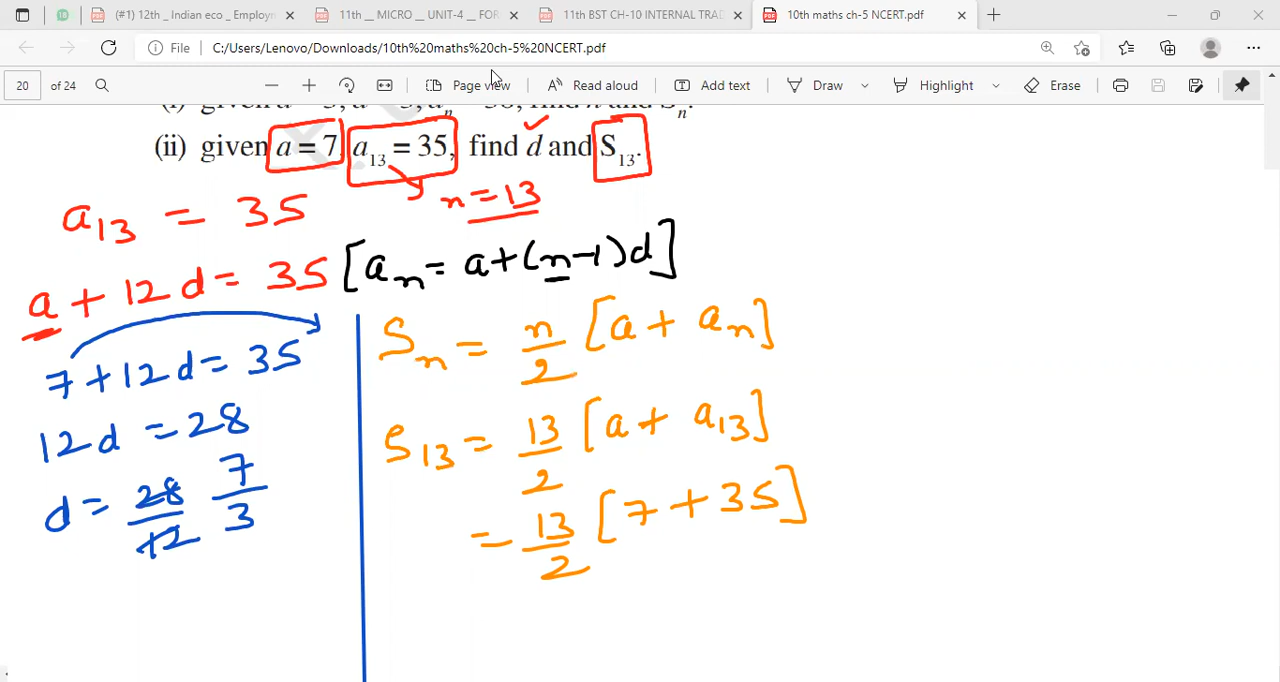 (#1) 12th _ Indian eco _ Employm
11th __ MICRO __ UNIT-4 __ FOR
11th BST CH-10 INTERNAL TRAD
10th maths ch-5 NCERT.pdf
File C:/Users/Lenovo/Downloads/10th%20maths%20ch-5%20NCERT.pdf
20 of 24 Page view Read aloud Add text Draw Highlight Erase
(ii) given a = 7, a13 = 35, find d and S13.
n = 13
a13 = 35
[an = a + (n-1)d]
a + 12d = 35
7 + 12d = 35
12d = 28
d = 28/12 7/3
Sn = n/2 [a + an]
S13 = 13/2 [a + a13]
= 13/2 [7 + 35]